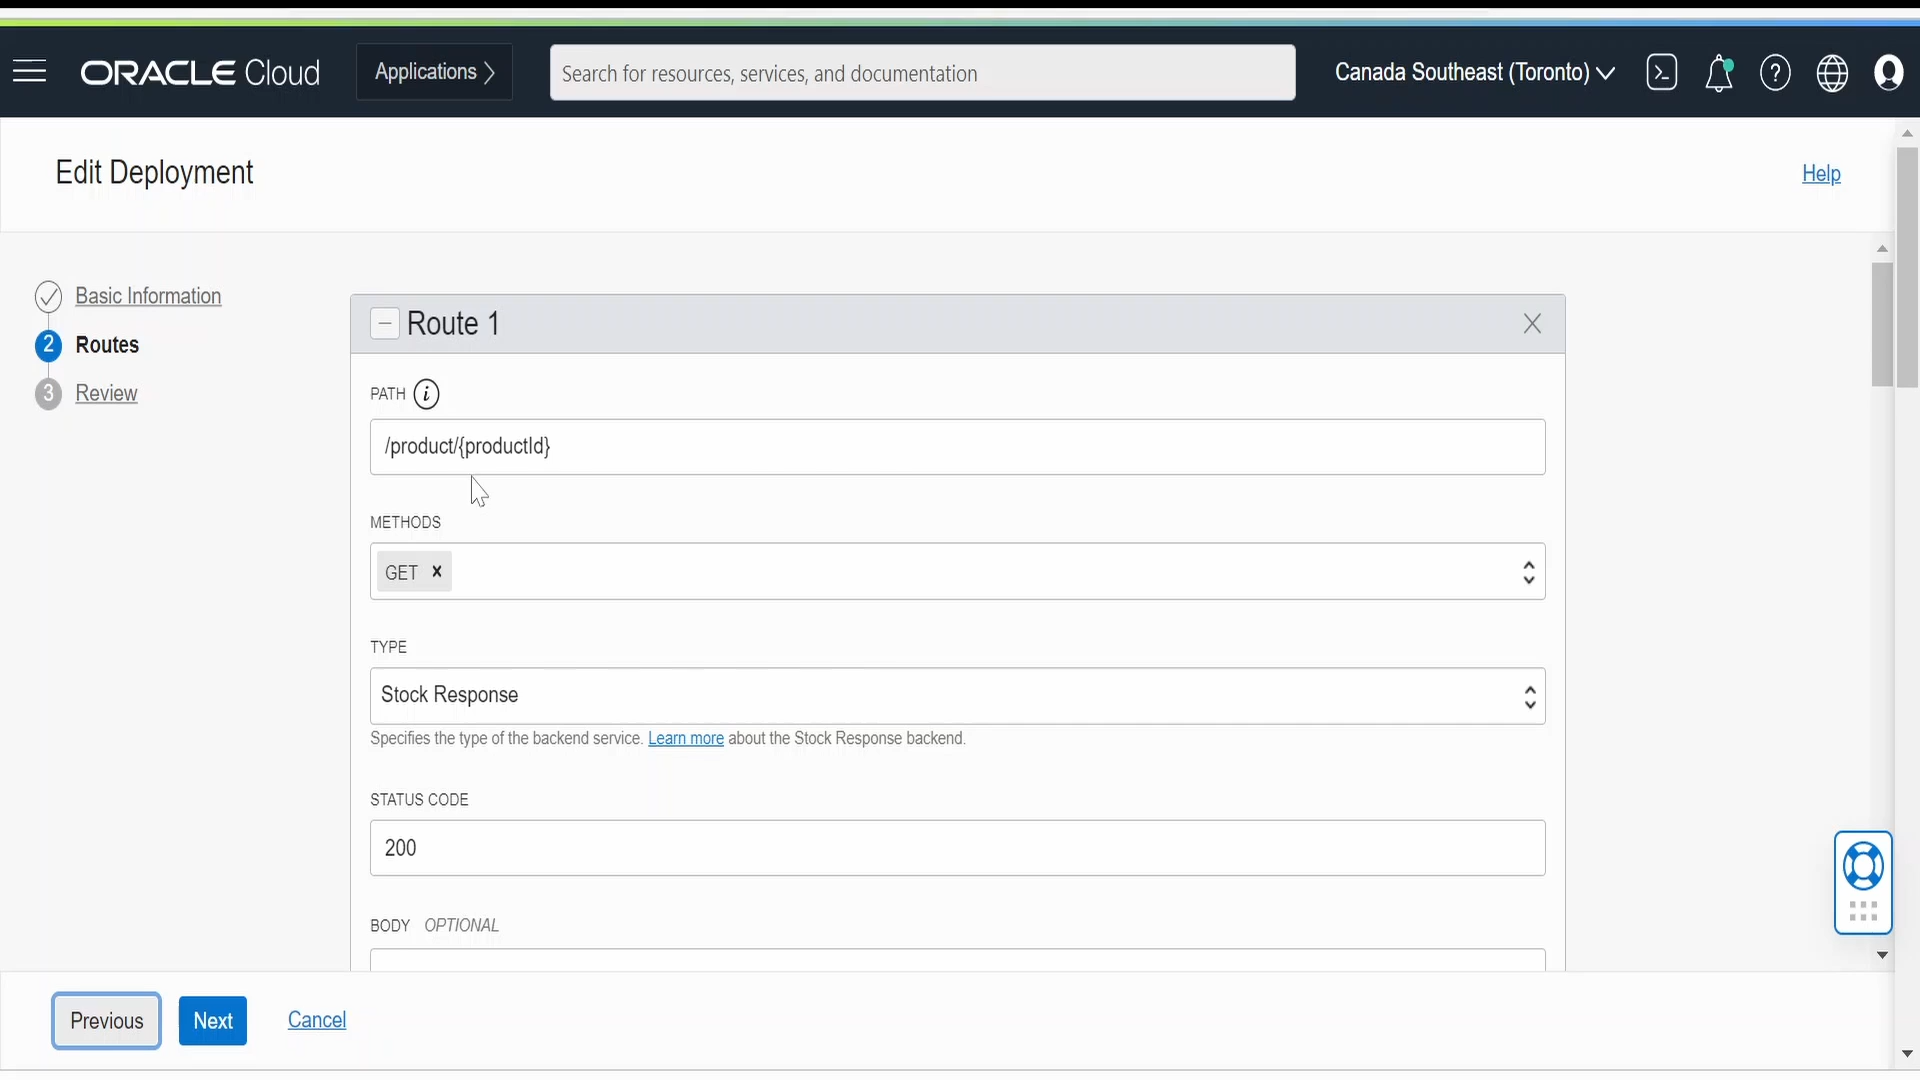 ORACLE Cloud
Applications
Search for resources, services, and documentation
Canada Southeast (Toronto)
Edit Deployment
Help
Basic Information
2 Routes
3 Review
Route 1
PATH i
/product/{productId}
METHODS
GET ×
TYPE
Stock Response
Specifies the type of the backend service. Learn more about the Stock Response backend.
STATUS CODE
200
BODY OPTIONAL
Previous
Next
Cancel